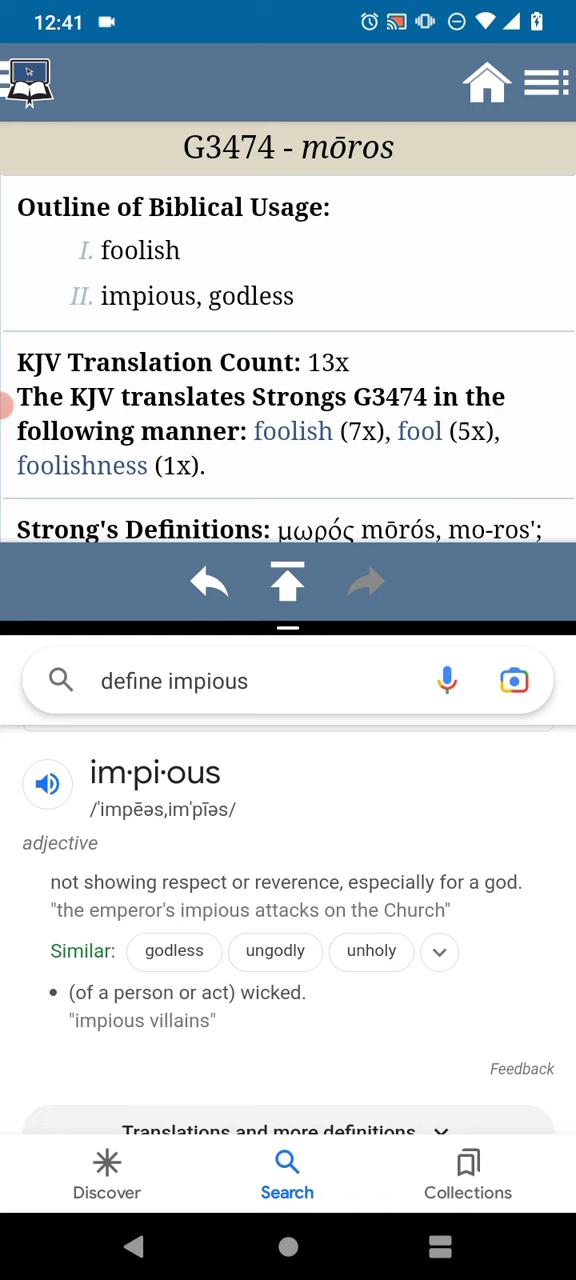 12:41
G3474 - mōros
Outline of Biblical Usage:
I. foolish
II. impious, godless
KJV Translation Count: 13x
The KJV translates Strongs G3474 in the
following manner: foolish (7x), fool (5x),
foolishness (1x).
Strong's Definitions: μωρός mōrós, mo-ros';
define impious
im·pi·ous
/ˈimpēəs,imˈpīəs/
adjective
not showing respect or reverence, especially for a god.
"the emperor's impious attacks on the Church"
Similar: godless ungodly unholy
• (of a person or act) wicked.
"impious villains"
Feedback
Translations and more definitions
Discover Search Collections